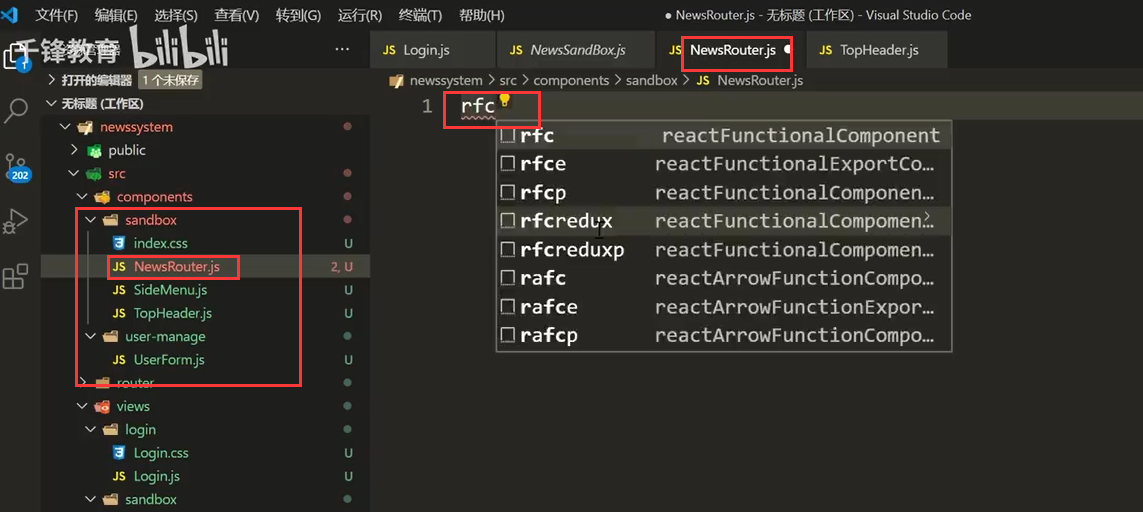 文件(F) 编辑(E) 选择(S) 查看(V) 转到(G) 运行(R) 终端(T) 帮助(H) ● NewsRouter.js - 无标题 (工作区) - Visual Studio Code
千锋教育 bilibili ··· JS Login.js JS NewsSandBox.js JS NewsRouter.js ● JS TopHeader.js
打开的编辑器 1 个未保存
newssystem > src > components > sandbox > JS NewsRouter.js
无标题 (工作区)
1 rfc
newssystem
public
src
components
sandbox
index.css U
JS NewsRouter.js 2, U
JS SideMenu.js U
JS TopHeader.js U
user-manage
JS UserForm.js U
router
views
login
Login.css U
JS Login.js U
sandbox
1
202
rfc reactFunctionalComponent
rfce reactFunctionalExportCo…
rfcp reactFunctionalComponen…
rfcredux reactFunctionalCompomen…
rfcreduxp reactFunctionalCompomen…
rafc reactArrowFunctionCompo…
rafce reactArrowFunctionExpor…
rafcp reactArrowFunctionCompo…